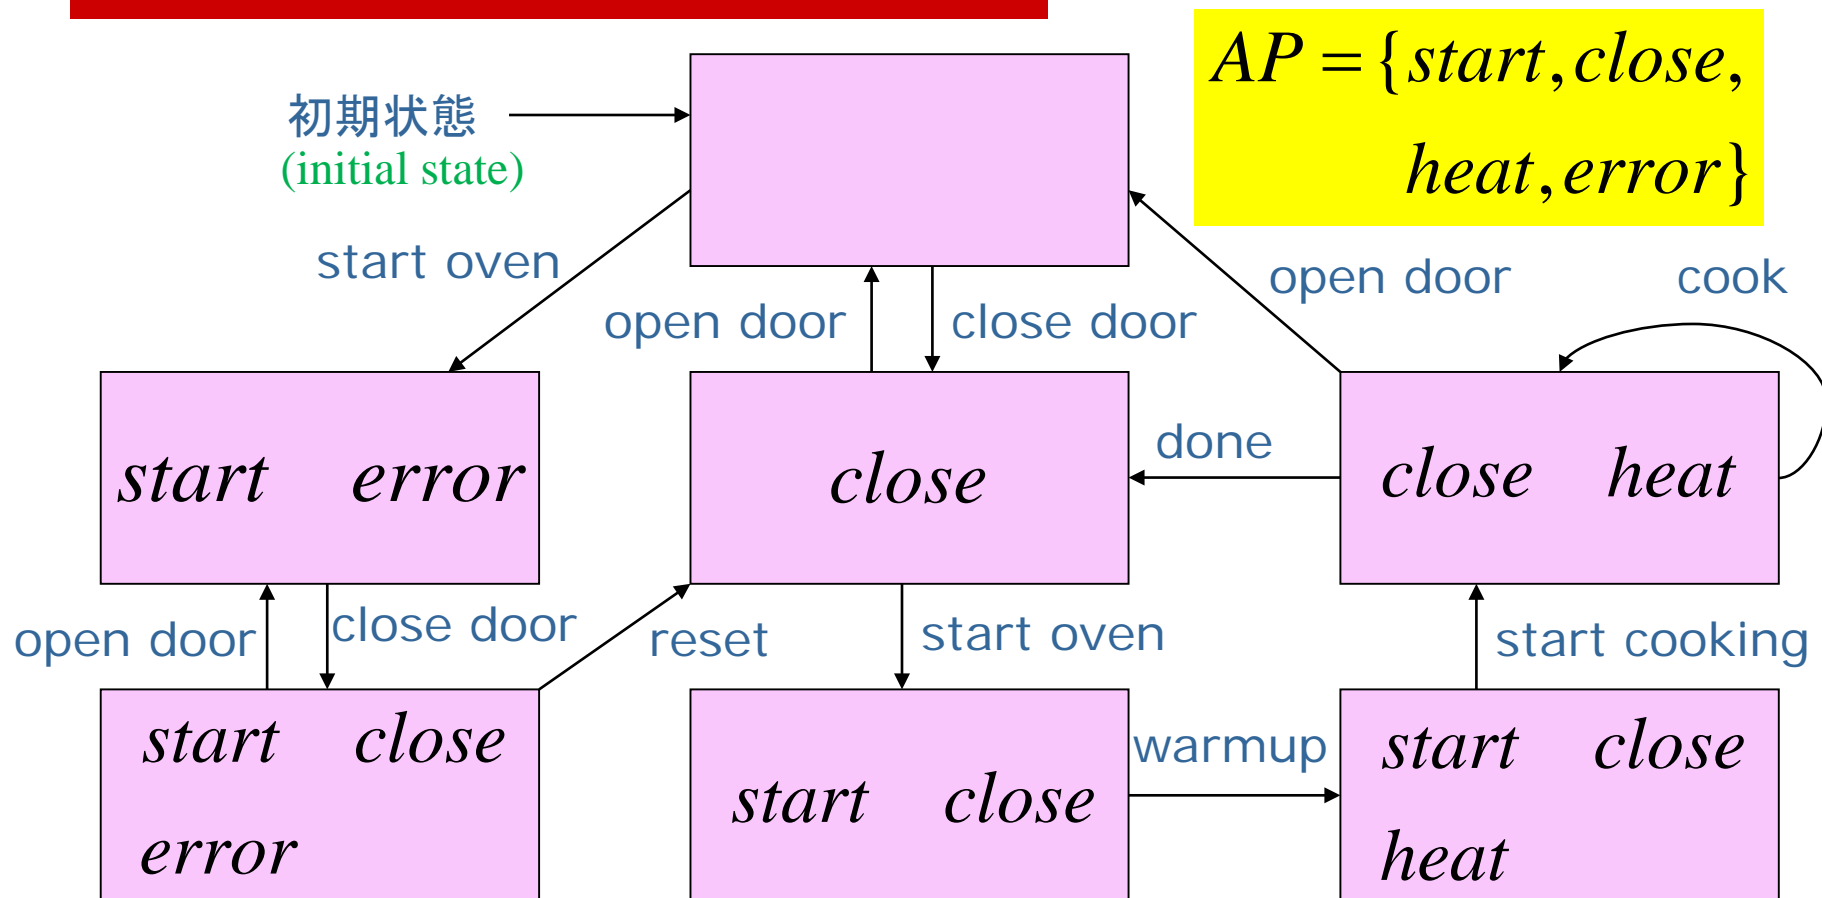 AP = {start, close,
heat, error}
初期状態
(initial state)
start oven
open door
close door
open door
cook
start error
close
done
close heat
open door
close door
reset
start oven
start cooking
start close
error
start close
warmup
start close
heat